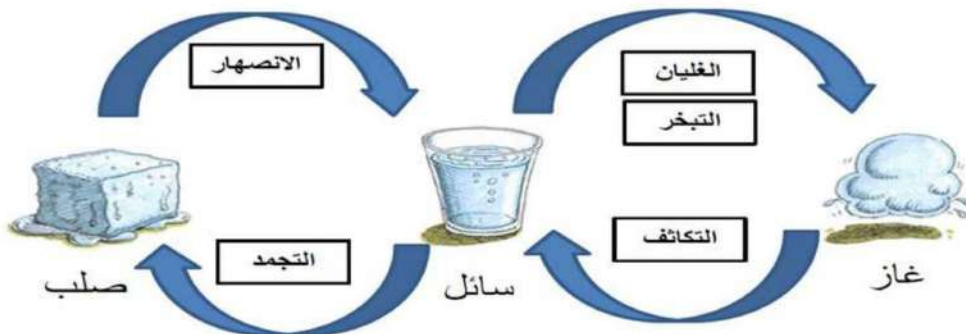 الانصهار
الغليان
التبخر
التكاثف
التجمد
غاز
سائل
صلب